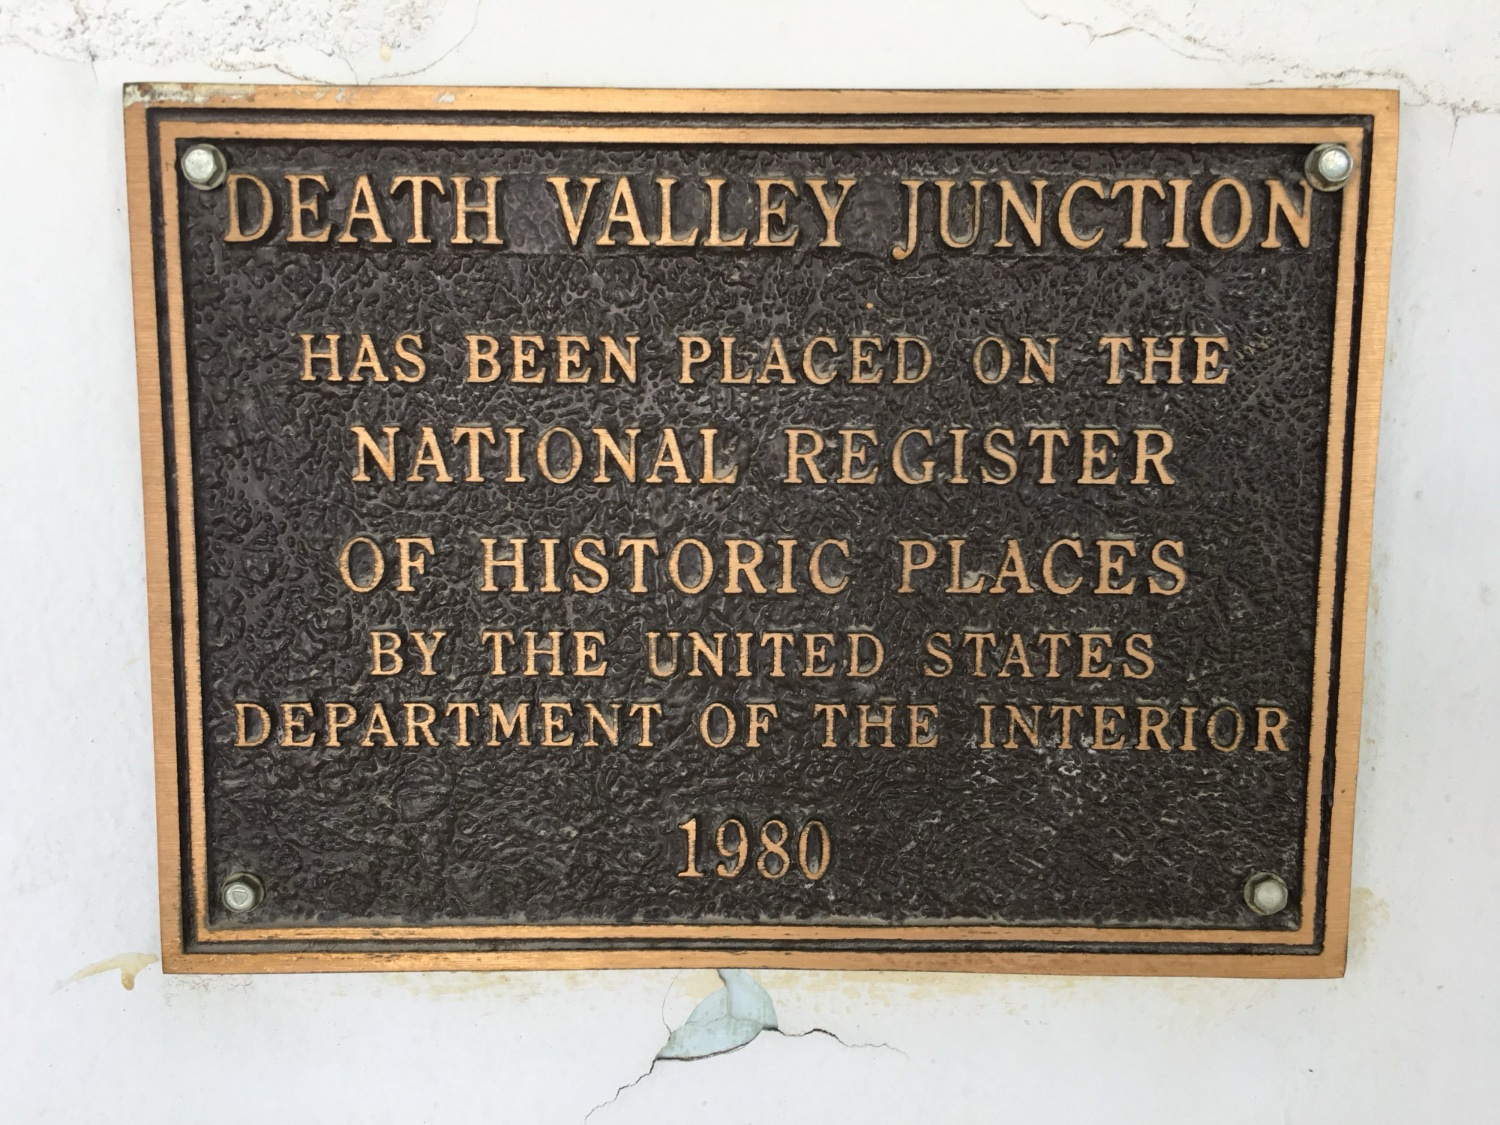 DEATH VALLEY JUNCTION
HAS BEEN PLACED ON THE
NATIONAL REGISTER
OF HISTORIC PLACES
BY THE UNITED STATES
DEPARTMENT OF THE INTERIOR
1980